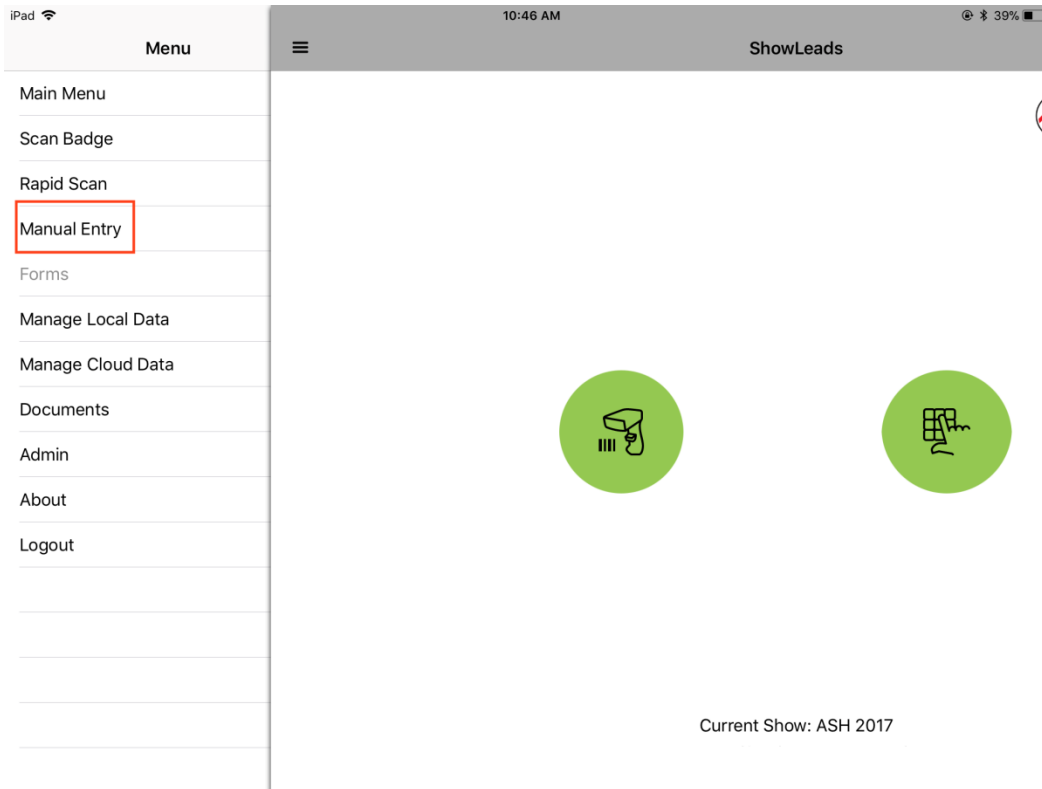 iPad
10:46 AM
39%
Menu
ShowLeads
Main Menu
Scan Badge
Rapid Scan
Manual Entry
Forms
Manage Local Data
Manage Cloud Data
Documents
Admin
About
Logout
Current Show: ASH 2017